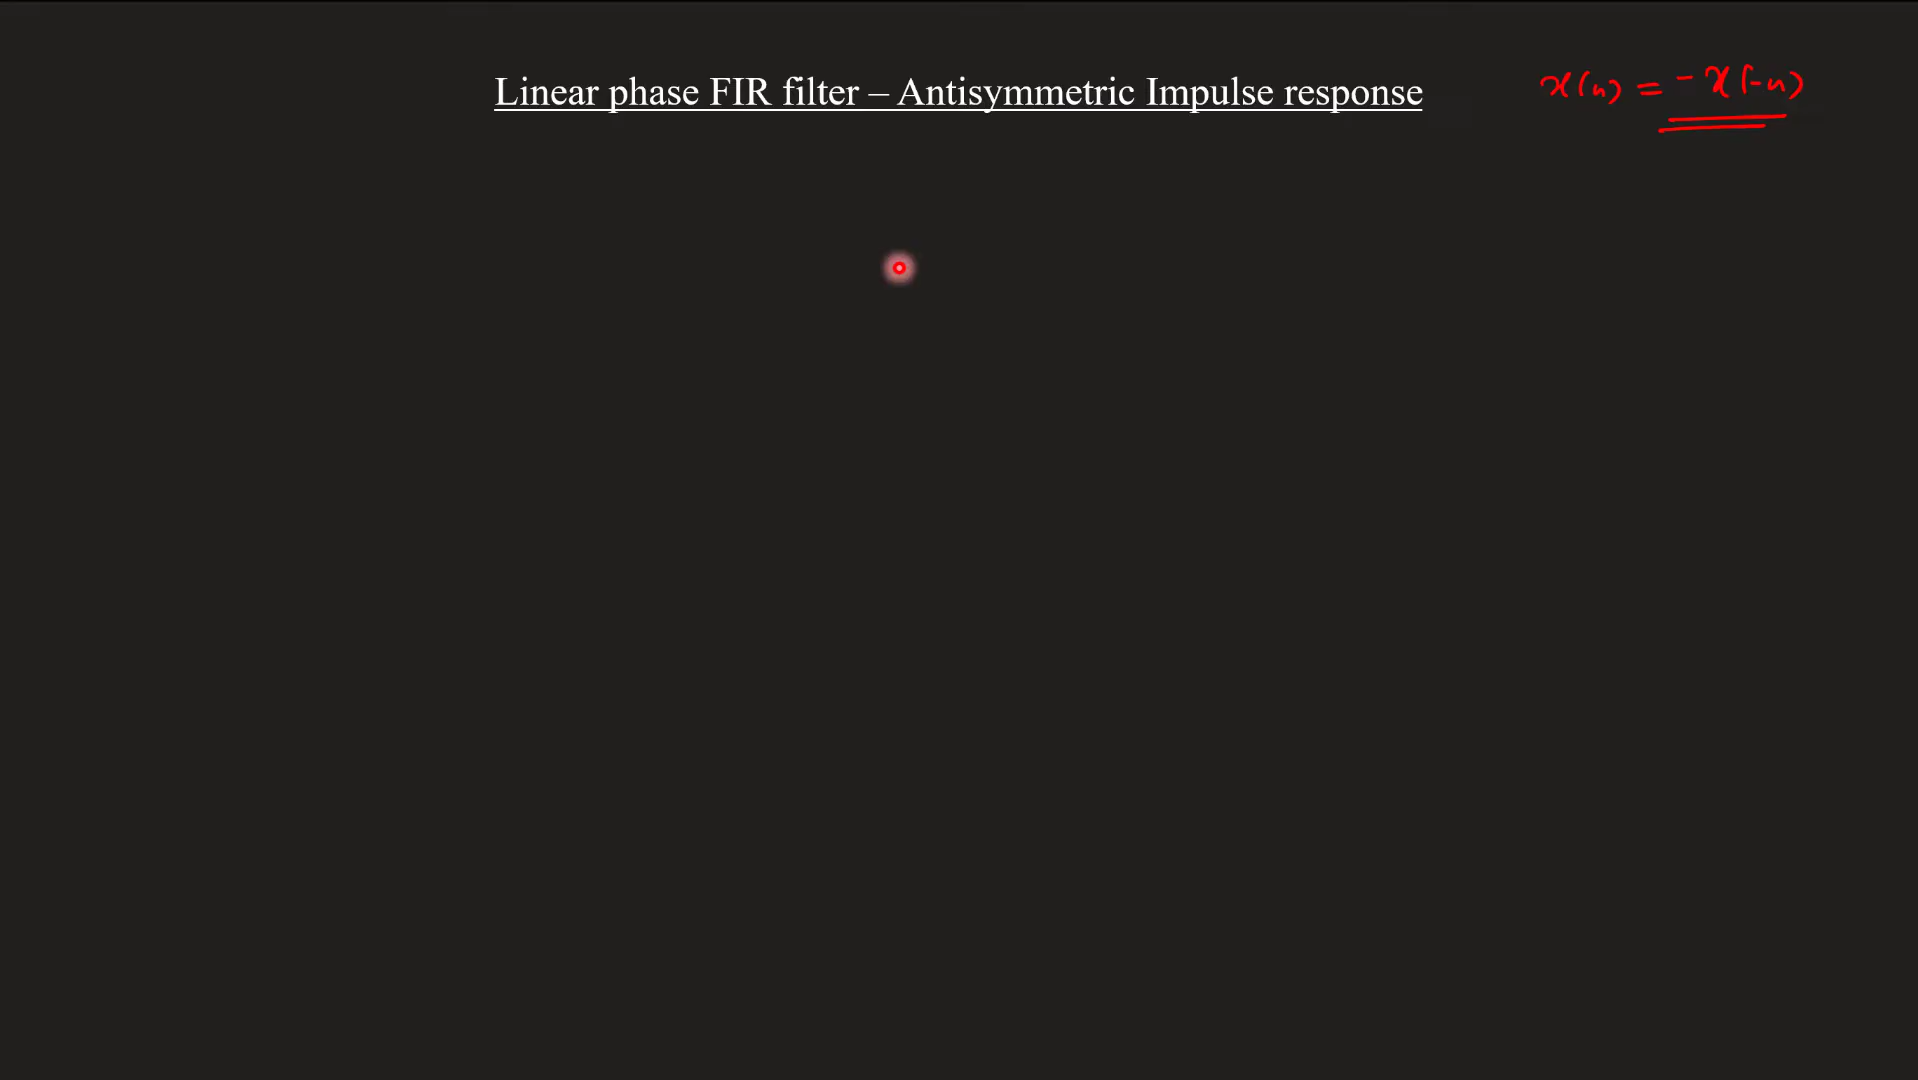 Linear phase FIR filter – Antisymmetric Impulse response
x(n) = -x(-n)